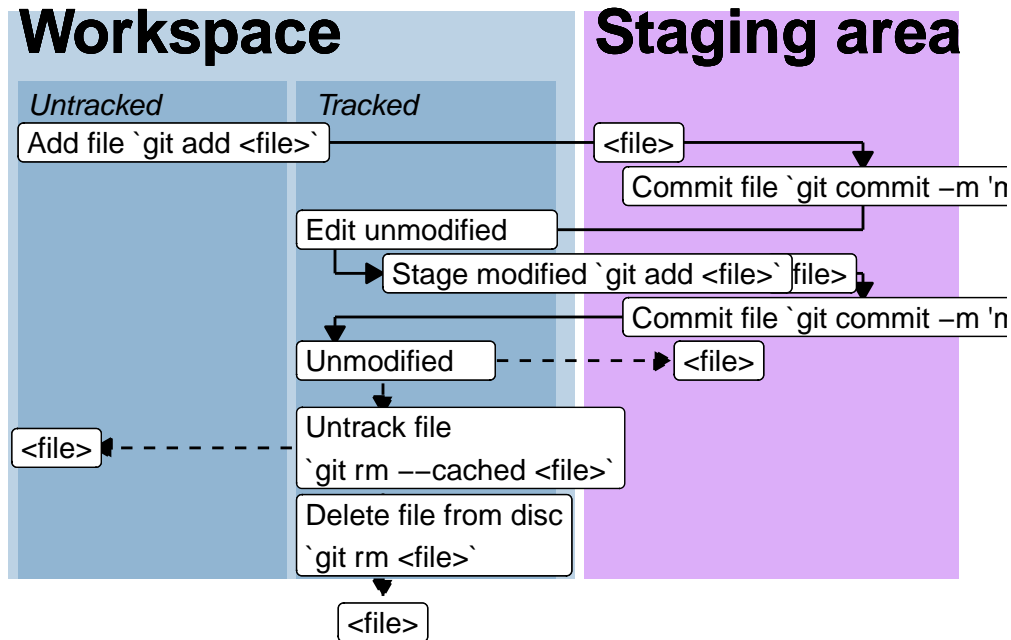 Workspace
Staging area
Untracked
Tracked
Add file `git add <file>`
<file>
Commit file `git commit −m 'm
Edit unmodified
Stage modified `git add <file>`
file>
Commit file `git commit −m 'm
Unmodified
<file>
Untrack file
`git rm −−cached <file>`
<file>
Delete file from disc
`git rm <file>`
<file>